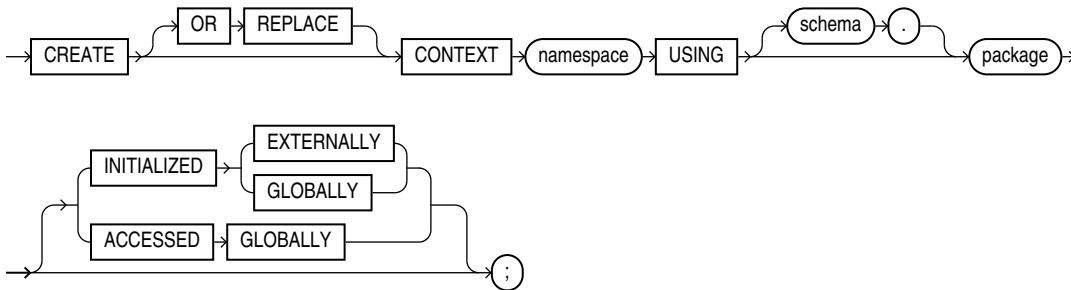 OR REPLACE schema .
CREATE CONTEXT namespace USING package
EXTERNALLY
INITIALIZED
GLOBALLY
ACCESSED GLOBALLY
;